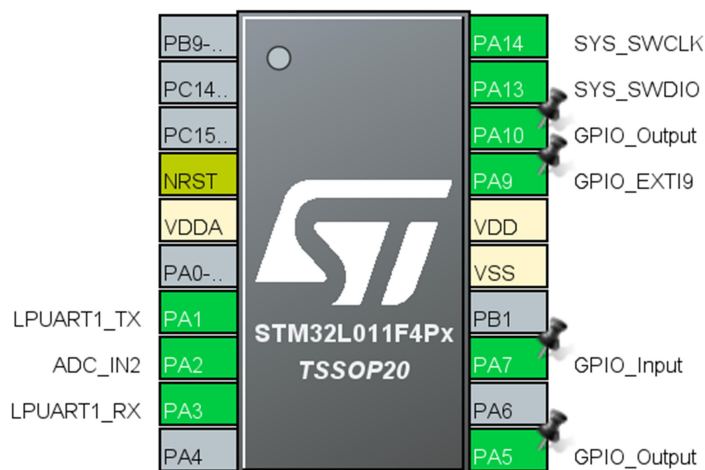 PB9-.. PA14 SYS_SWCLK
PC14.. PA13 SYS_SWDIO
PC15.. PA10 GPIO_Output
NRST PA9 GPIO_EXTI9
VDDA VDD
PA0-.. VSS
LPUART1_TX PA1 PB1
STM32L011F4Px
ADC_IN2 PA2 TSSOP20 PA7 GPIO_Input
LPUART1_RX PA3 PA6
PA4 PA5 GPIO_Output